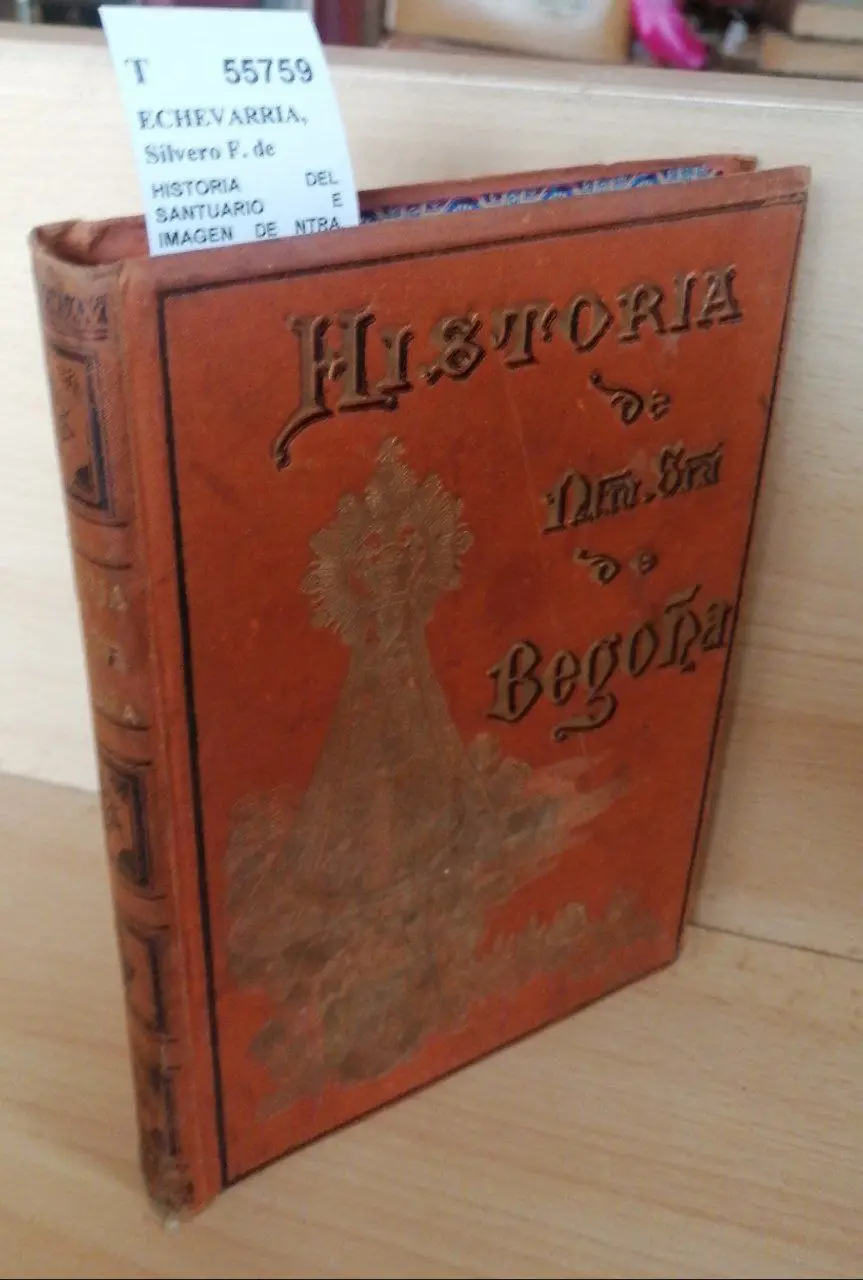 T 55759
ECHEVARRIA,
Silvero F. de
HISTORIA DEL
SANTUARIO E
IMAGEN DE NTRA
HISTORIA
de
Ntra. Sra
de
Begoña